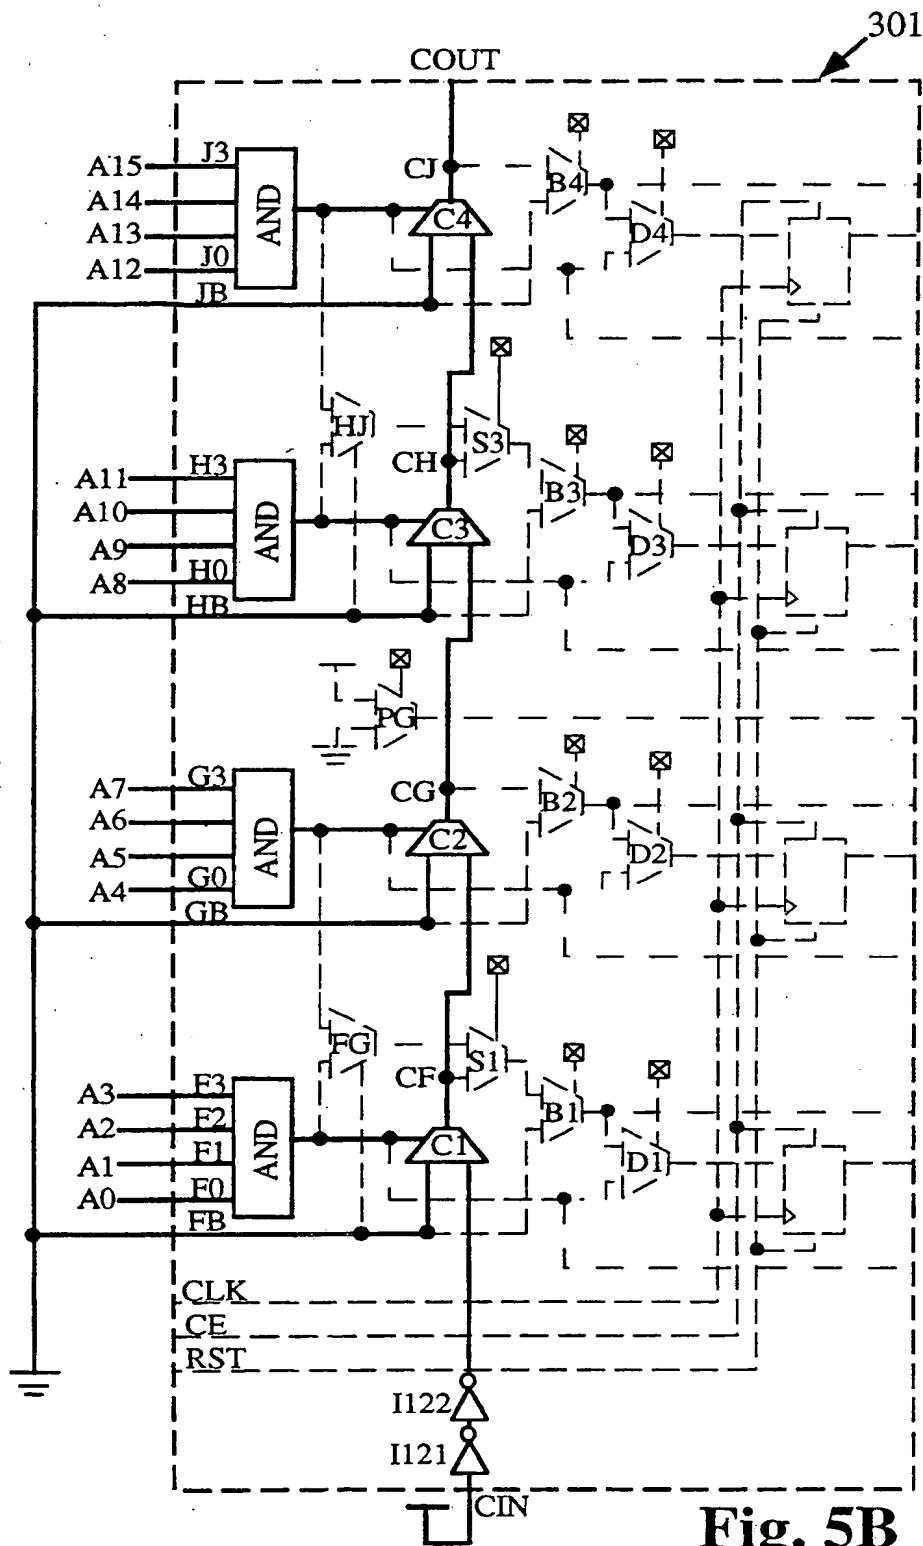 301
COUT
A15 J3
A14
A13
A12 J0
AND
JB
CJ
C4
B4
D4
HJ
S3
CH
A11 H3
A10
A9
A8 H0
AND
HB
C3
B3
D3
PG
CG
A7 G3
A6
A5
A4 G0
AND
GB
C2
B2
D2
FG
S1
CF
A3 F3
A2 F2
A1 F1
A0 F0
AND
FB
C1
B1
D1
CLK
CE
RST
I122
I121
CIN
Fig. 5B